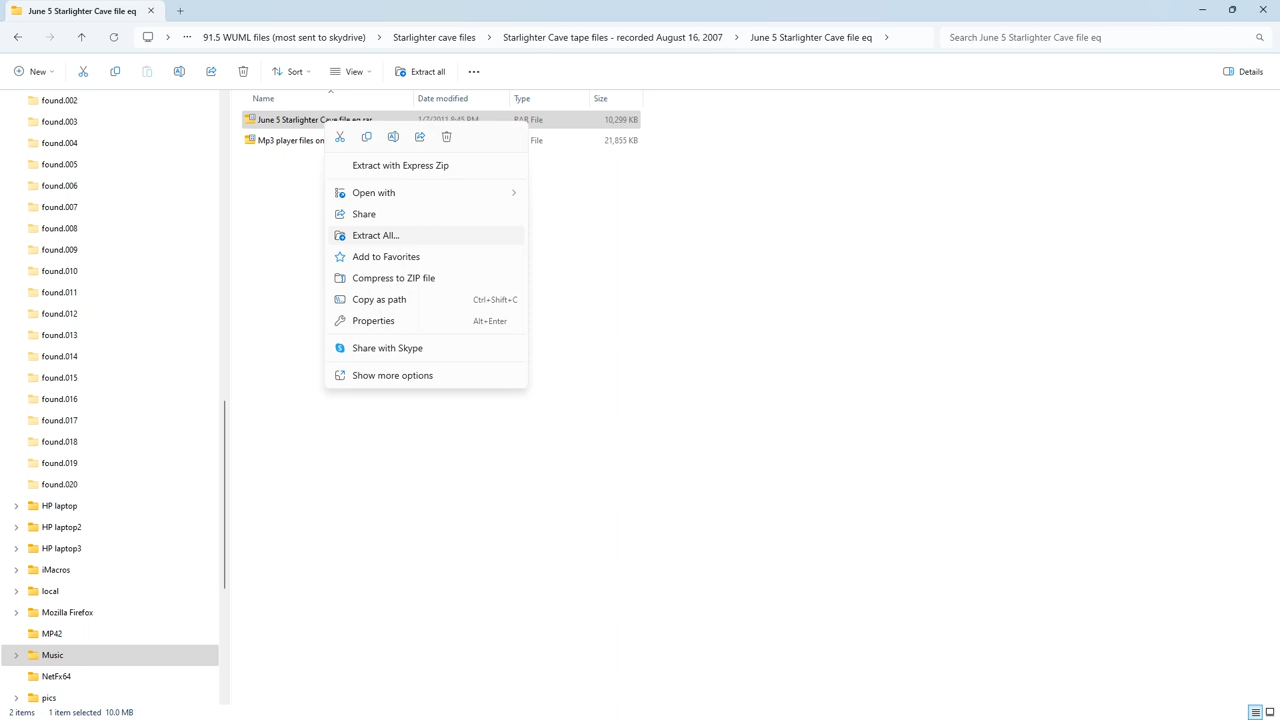 June 5 Starlighter Cave file eq
91.5 WUML files (most sent to skydrive) Starlighter cave files Starlighter Cave tape files - recorded August 16, 2007 June 5 Starlighter Cave file eq Search June 5 Starlighter Cave file eq
New Sort View Extract all Details
Name Date modified Type Size
June 5 Starlighter Cave file eq.rar 1/7/2011 8:45 PM RAR File 10,299 KB
Mp3 player files on File 21,855 KB
Extract with Express Zip
Open with
Share
Extract All...
Add to Favorites
Compress to ZIP file
Copy as path Ctrl+Shift+C
Properties Alt+Enter
Share with Skype
Show more options
found.002
found.003
found.004
found.005
found.006
found.007
found.008
found.009
found.010
found.011
found.012
found.013
found.014
found.015
found.016
found.017
found.018
found.019
found.020
HP laptop
HP laptop2
HP laptop3
iMacros
local
Mozilla Firefox
MP42
Music
NetFx64
pics
2 items 1 item selected 10.0 MB